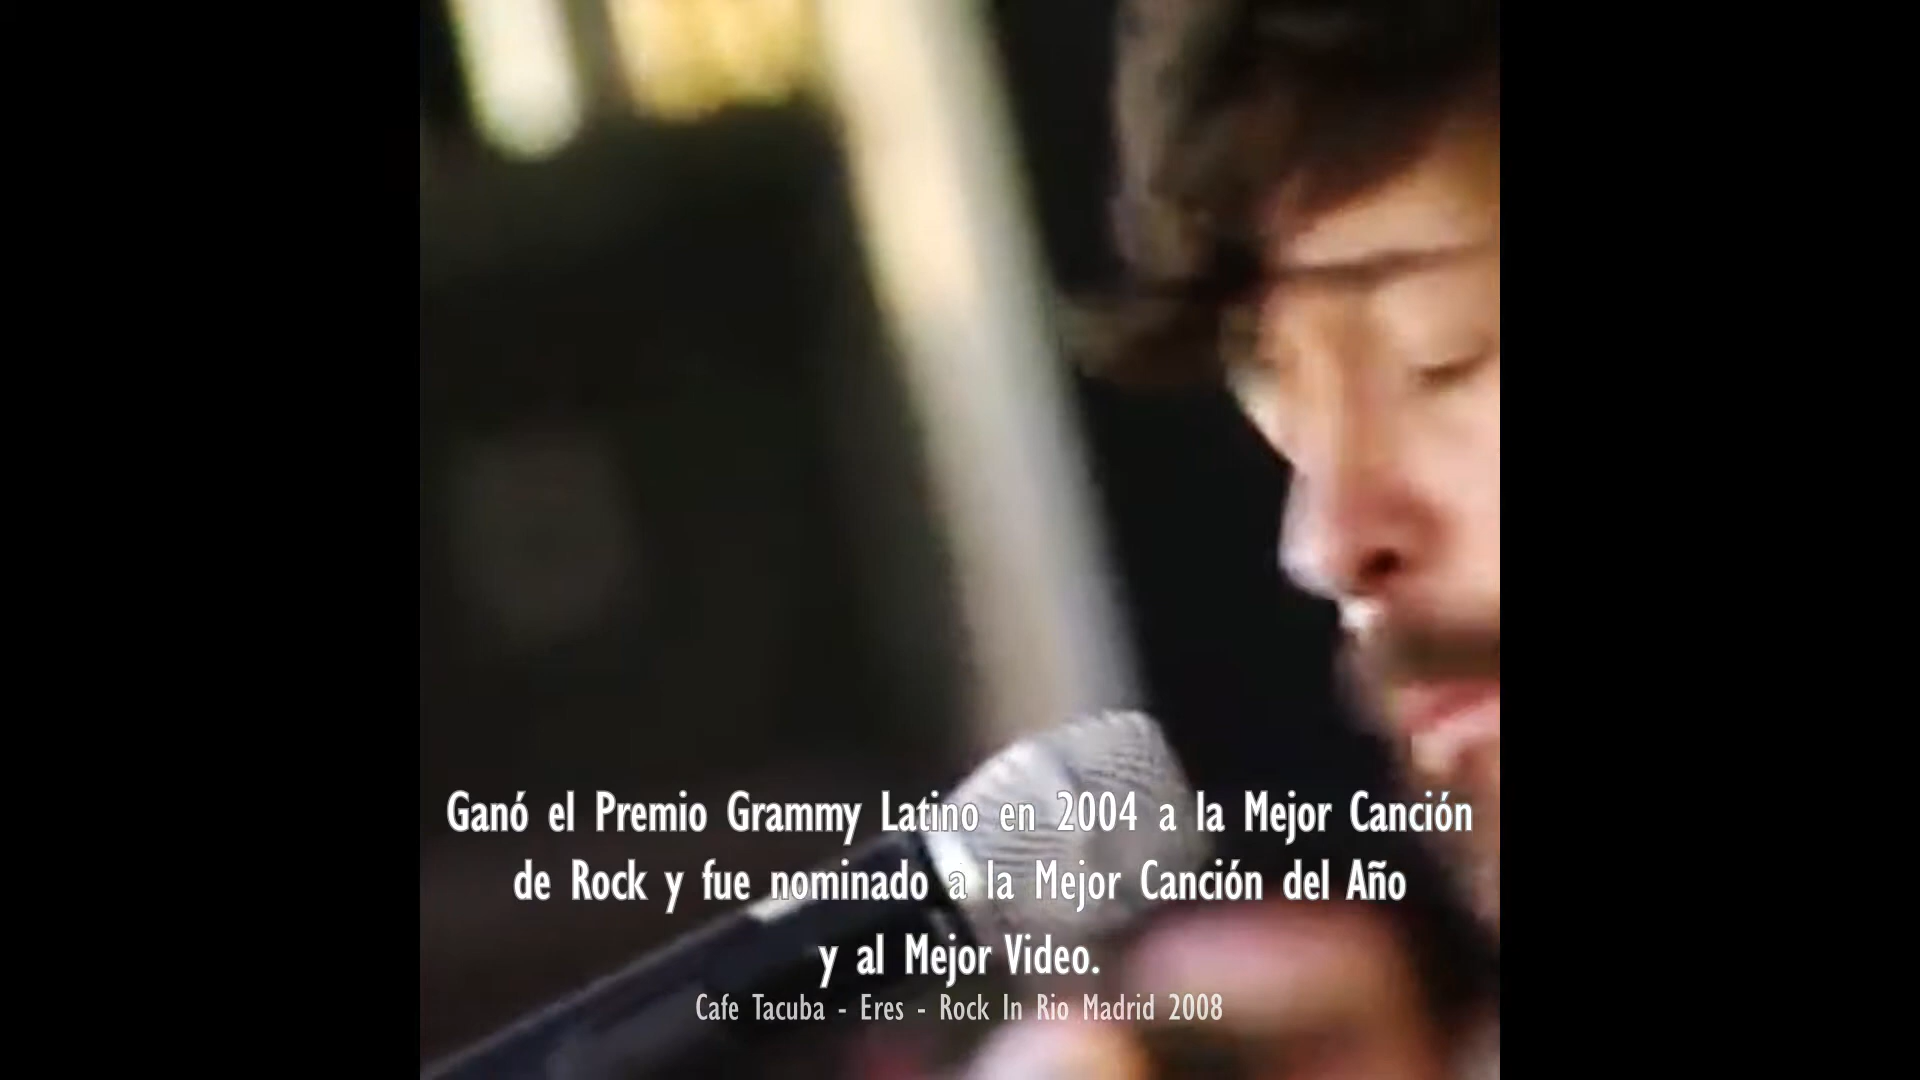 Ganó el Premio Grammy Latino en 2004 a la Mejor Canción
de Rock y fue nominado a la Mejor Canción del Año
y al Mejor Video.
Cafe Tacuba - Eres - Rock In Rio Madrid 2008